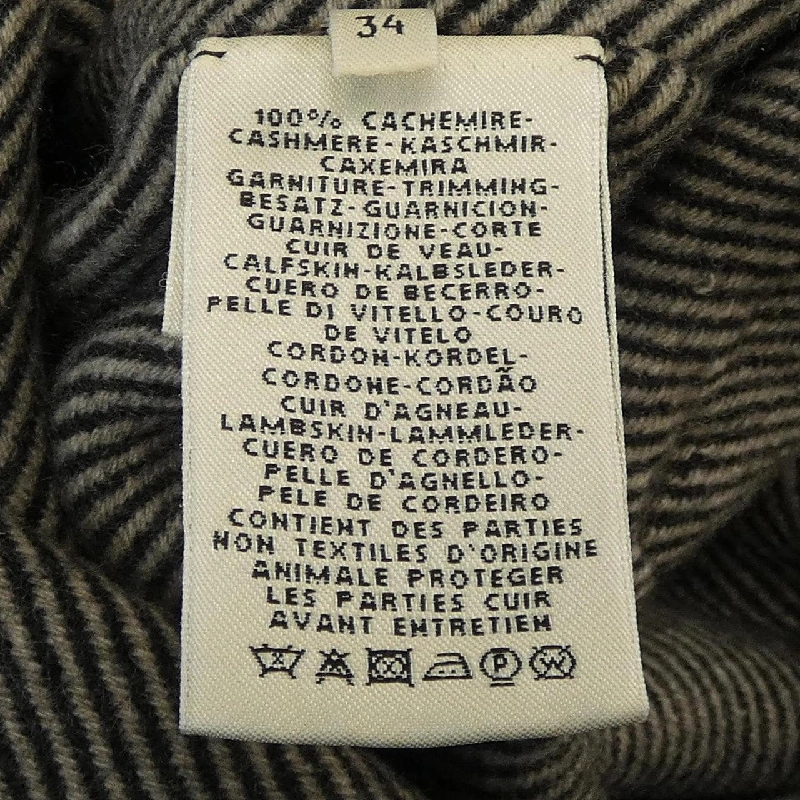 34
100% CACHEMIRE-
CASHMERE-KASCHMIR-
CAXEMIRA
GARNITURE-TRIMMING-
BESATZ-GUARNICION-
GUARNIZIONE-CORTE
CUIR DE VEAU-
CALFSKIN-KALBSLEDER-
CUERO DE BECERRO-
PELLE DI VITELLO-COURO
DE VITELO
CORDON-KORDEL-
CORDONE-CORDÃO
CUIR D'AGNEAU-
LAMBSKIN-LAMMLEDER-
CUERO DE CORDERO-
PELLE D'AGNELLO-
PELE DE CORDEIRO
CONTIENT DES PARTIES
NON TEXTILES D'ORIGINE
ANIMALE PROTEGER
LES PARTIES CUIR
AVANT ENTRETIEN
P W